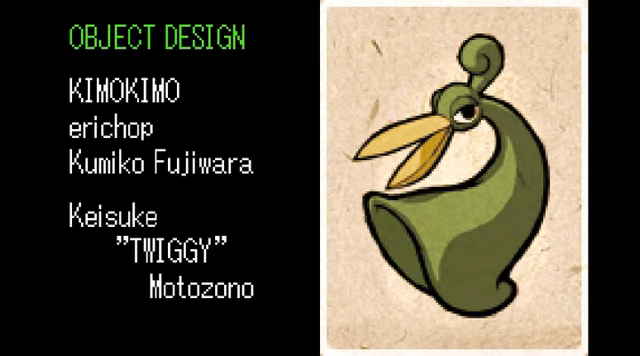 OBJECT DESIGN
KIMOKIMO
erichop
Kumiko Fujiwara
Keisuke
"TWIGGY"
Motozono